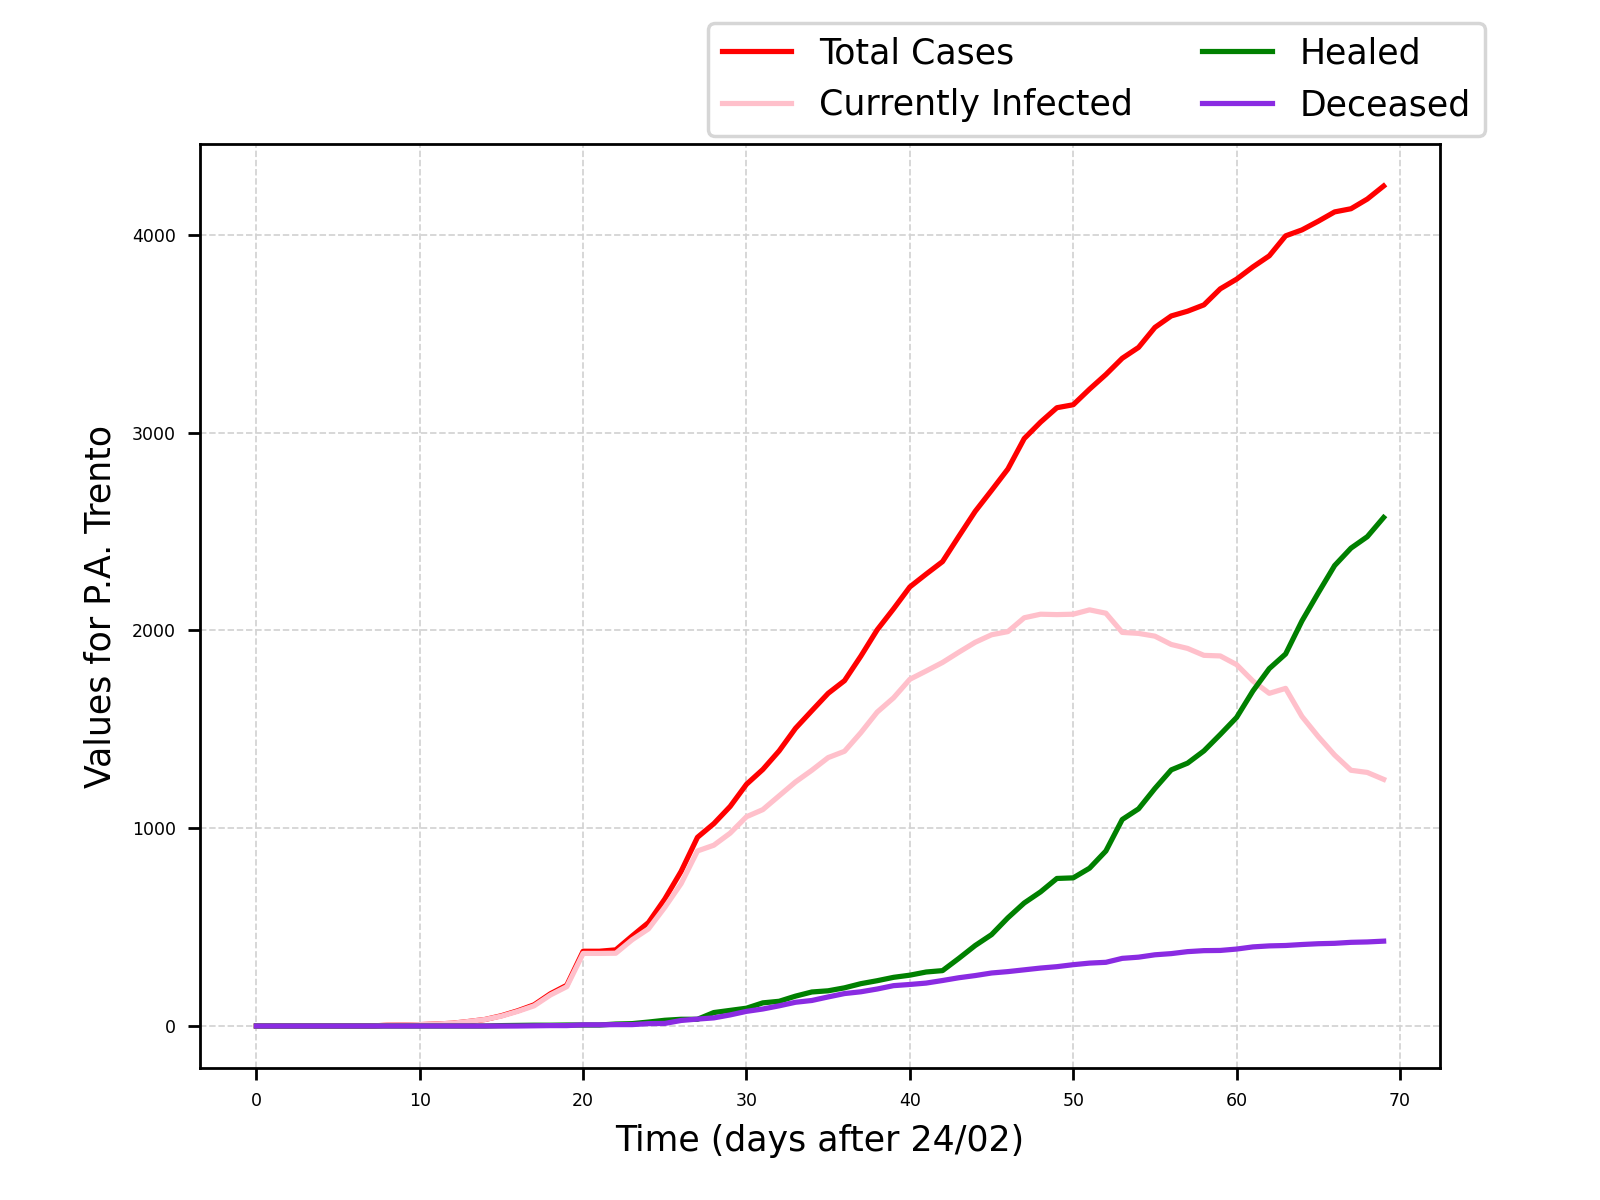 Total Cases
Currently Infected
Healed
Deceased
Values for P.A. Trento
4000
3000
2000
1000
0
0 10 20 30 40 50 60 70
Time (days after 24/02)